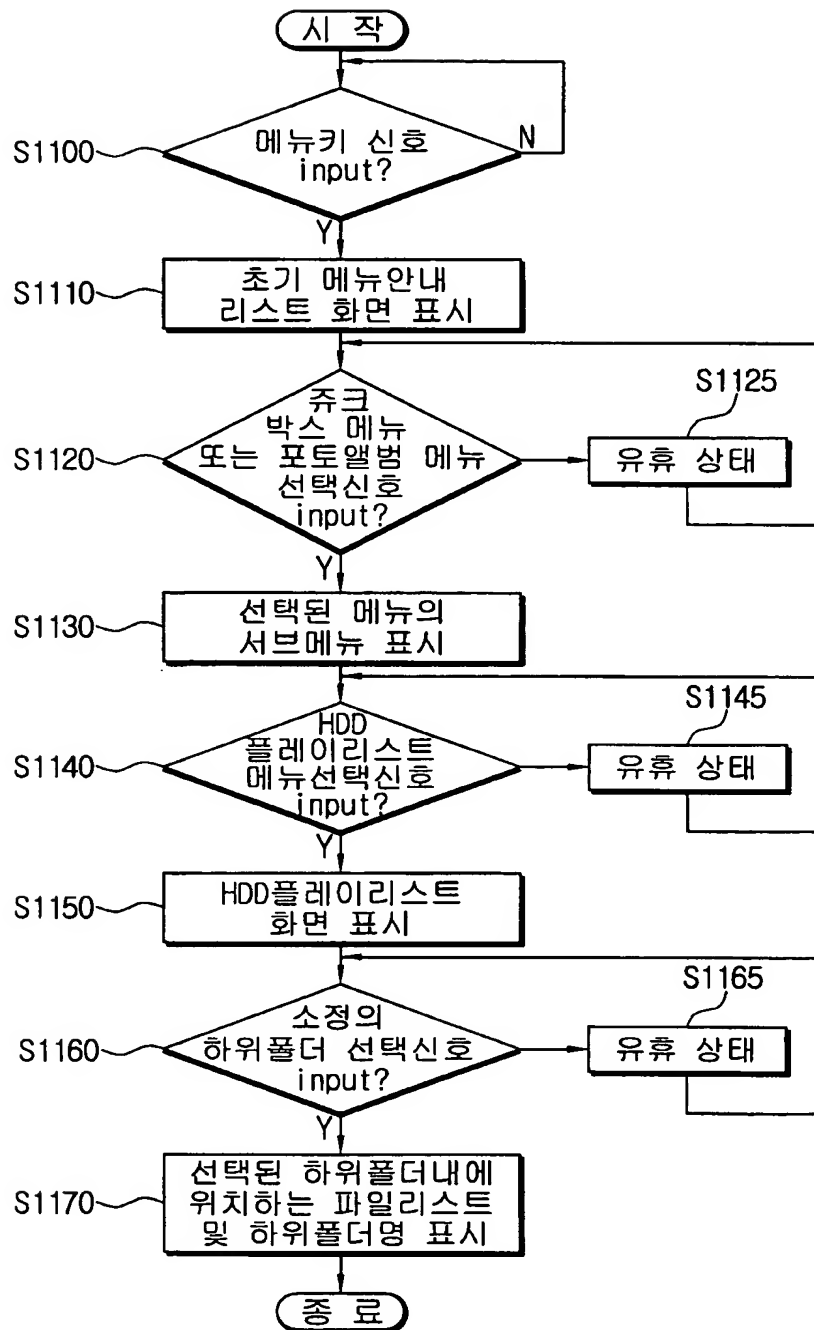 시 작
S1100
메뉴키 신호
input?
N
Y
S1110
초기 메뉴안내
리스트 화면 표시
S1120
쥬크
박스 메뉴
또는 포토앨범 메뉴
선택신호
input?
S1125
유휴 상태
Y
S1130
선택된 메뉴의
서브메뉴 표시
S1140
HDD
플레이리스트
메뉴선택신호
input?
S1145
유휴 상태
Y
S1150
HDD플레이리스트
화면 표시
S1160
소정의
하위폴더 선택신호
input?
S1165
유휴 상태
Y
S1170
선택된 하위폴더내에
위치하는 파일리스트
및 하위폴더명 표시
종 료